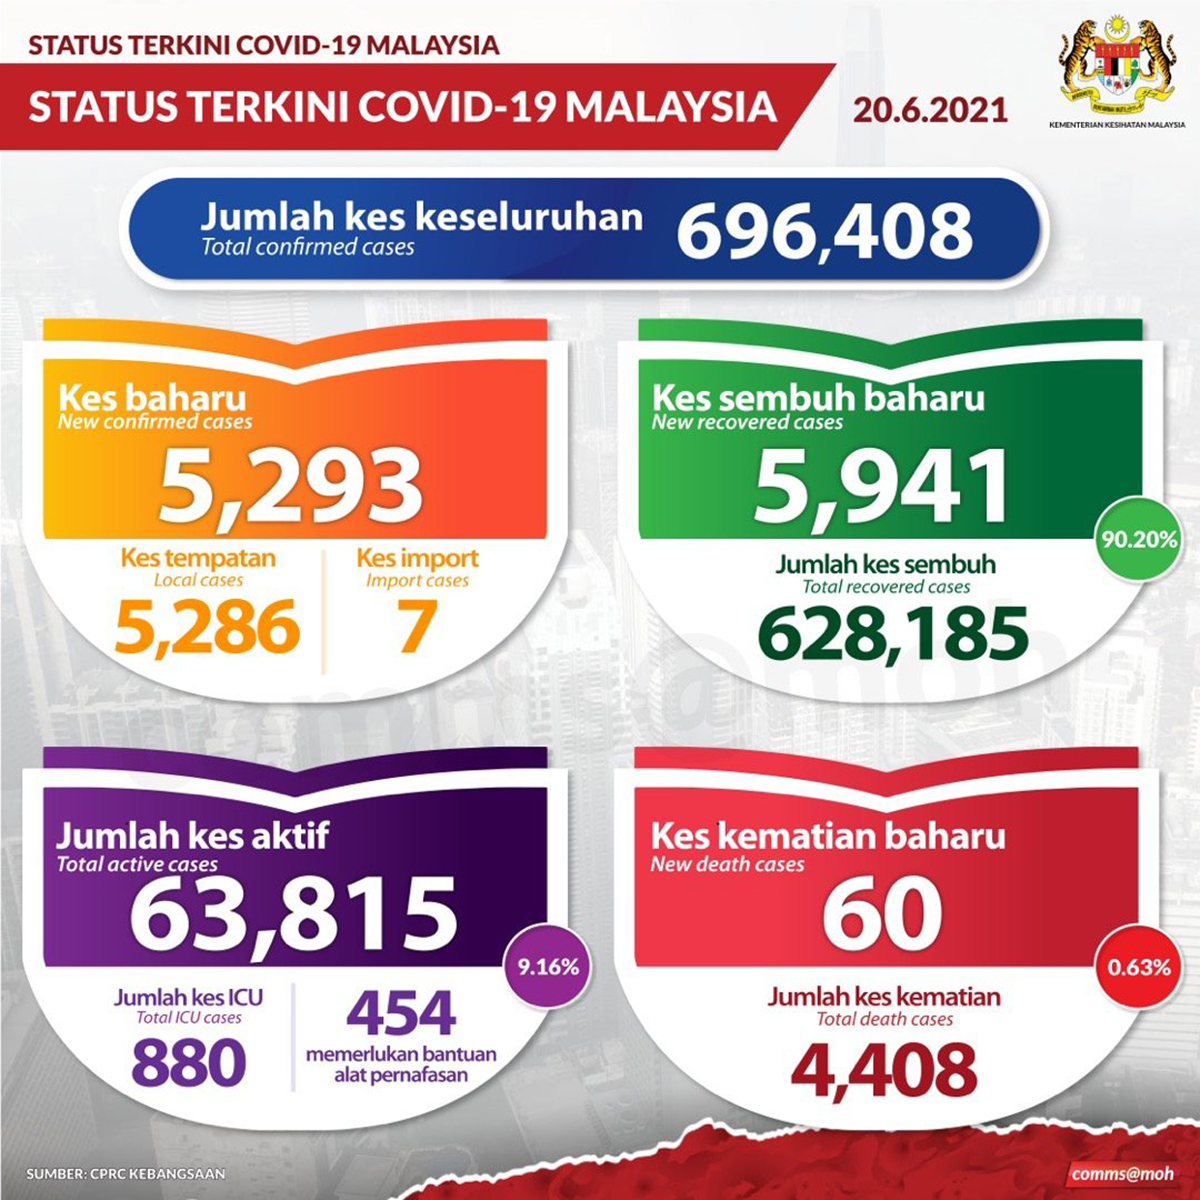 STATUS TERKINI COVID-19 MALAYSIA
STATUS TERKINI COVID-19 MALAYSIA
20.6.2021
KEMENTERIAN KESIHATAN MALAYSIA
Jumlah kes keseluruhan
Total confirmed cases
696,408
Kes baharu
New confirmed cases
5,293
Kes tempatan
Local cases
5,286
Kes import
Import cases
7
Kes sembuh baharu
New recovered cases
5,941
90.20%
Jumlah kes sembuh
Total recovered cases
628,185
Jumlah kes aktif
Total active cases
63,815
9.16%
Jumlah kes ICU
Total ICU cases
880
454
memerlukan bantuan
alat pernafasan
Kes kematian baharu
New death cases
60
0.63%
Jumlah kes kematian
Total death cases
4,408
SUMBER: CPRC KEBANGSAAN
comms@moh